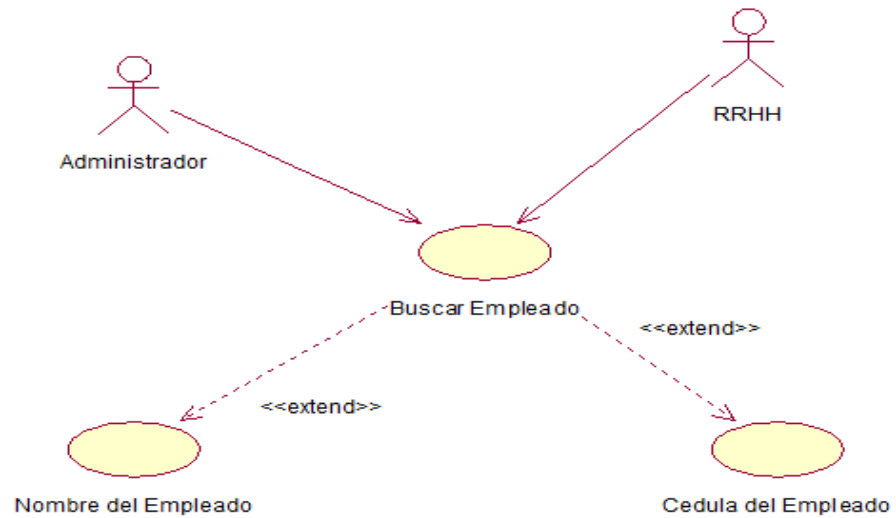 RRHH
Administrador
Buscar Empleado
<<extend>>
<<extend>>
Nombre del Empleado
Cedula del Empleado